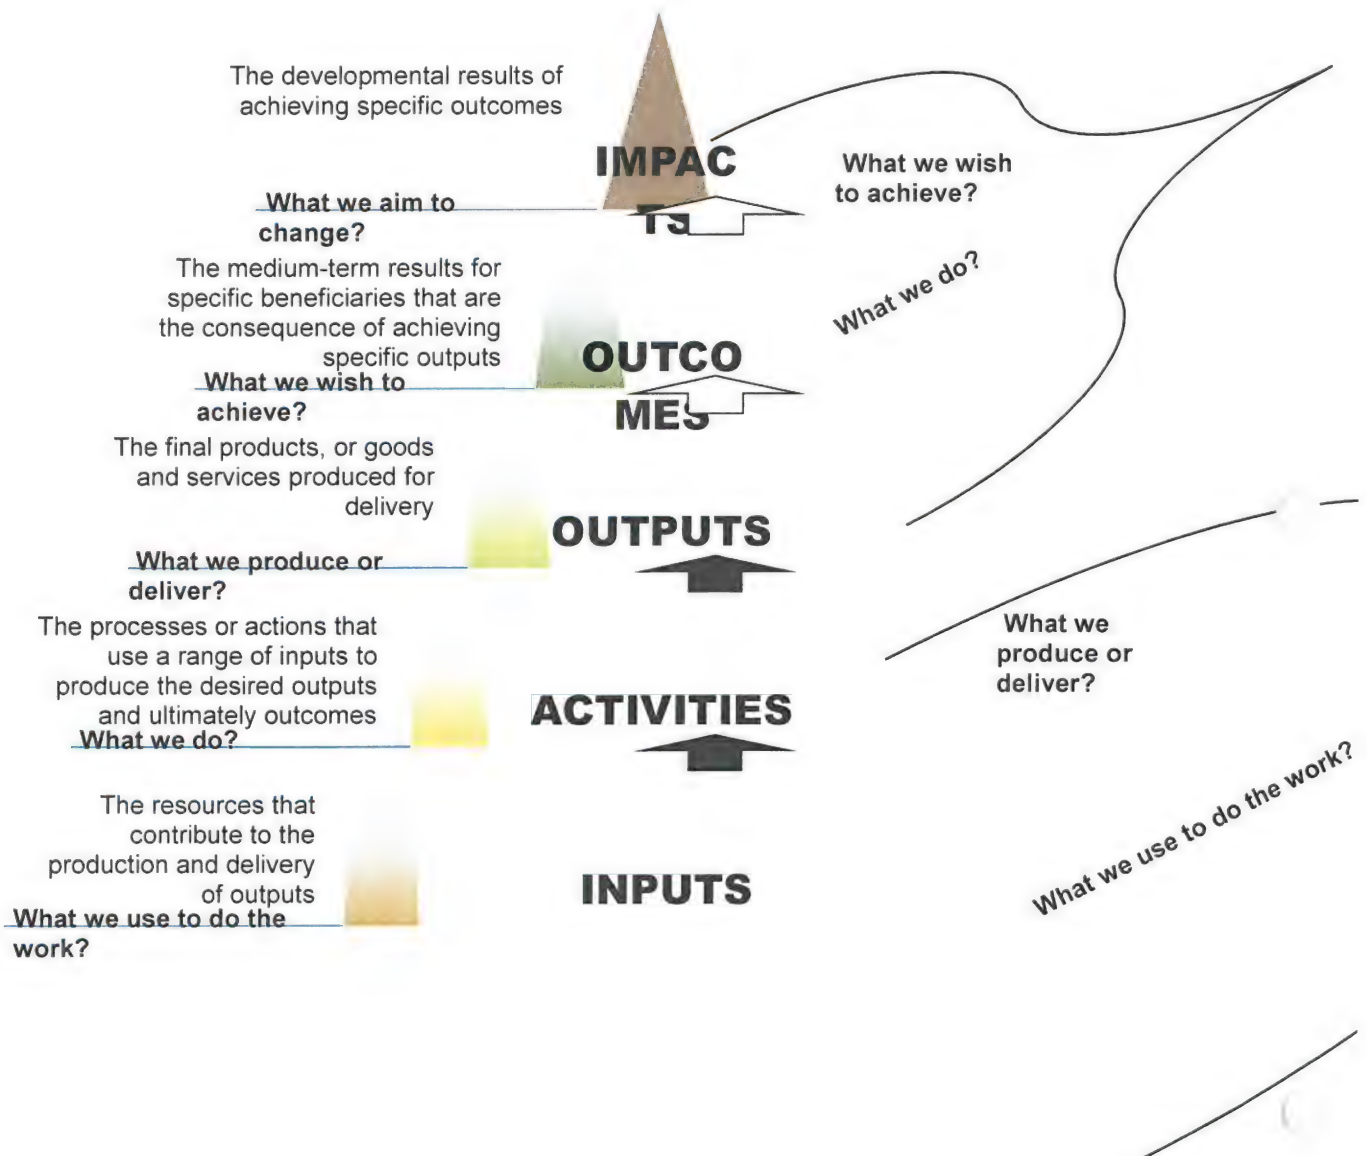 The developmental results of
achieving specific outcomes
IMPAC
TS
What we aim to
change?
What we wish
to achieve?
The medium-term results for
specific beneficiaries that are
the consequence of achieving
specific outputs
What we do?
OUTCO
MES
What we wish to
achieve?
The final products, or goods
and services produced for
delivery
OUTPUTS
What we produce or
deliver?
The processes or actions that
use a range of inputs to
produce the desired outputs
and ultimately outcomes
What we
produce or
deliver?
ACTIVITIES
What we do?
The resources that
contribute to the
production and delivery
of outputs
INPUTS
What we use to do the work?
What we use to do the
work?